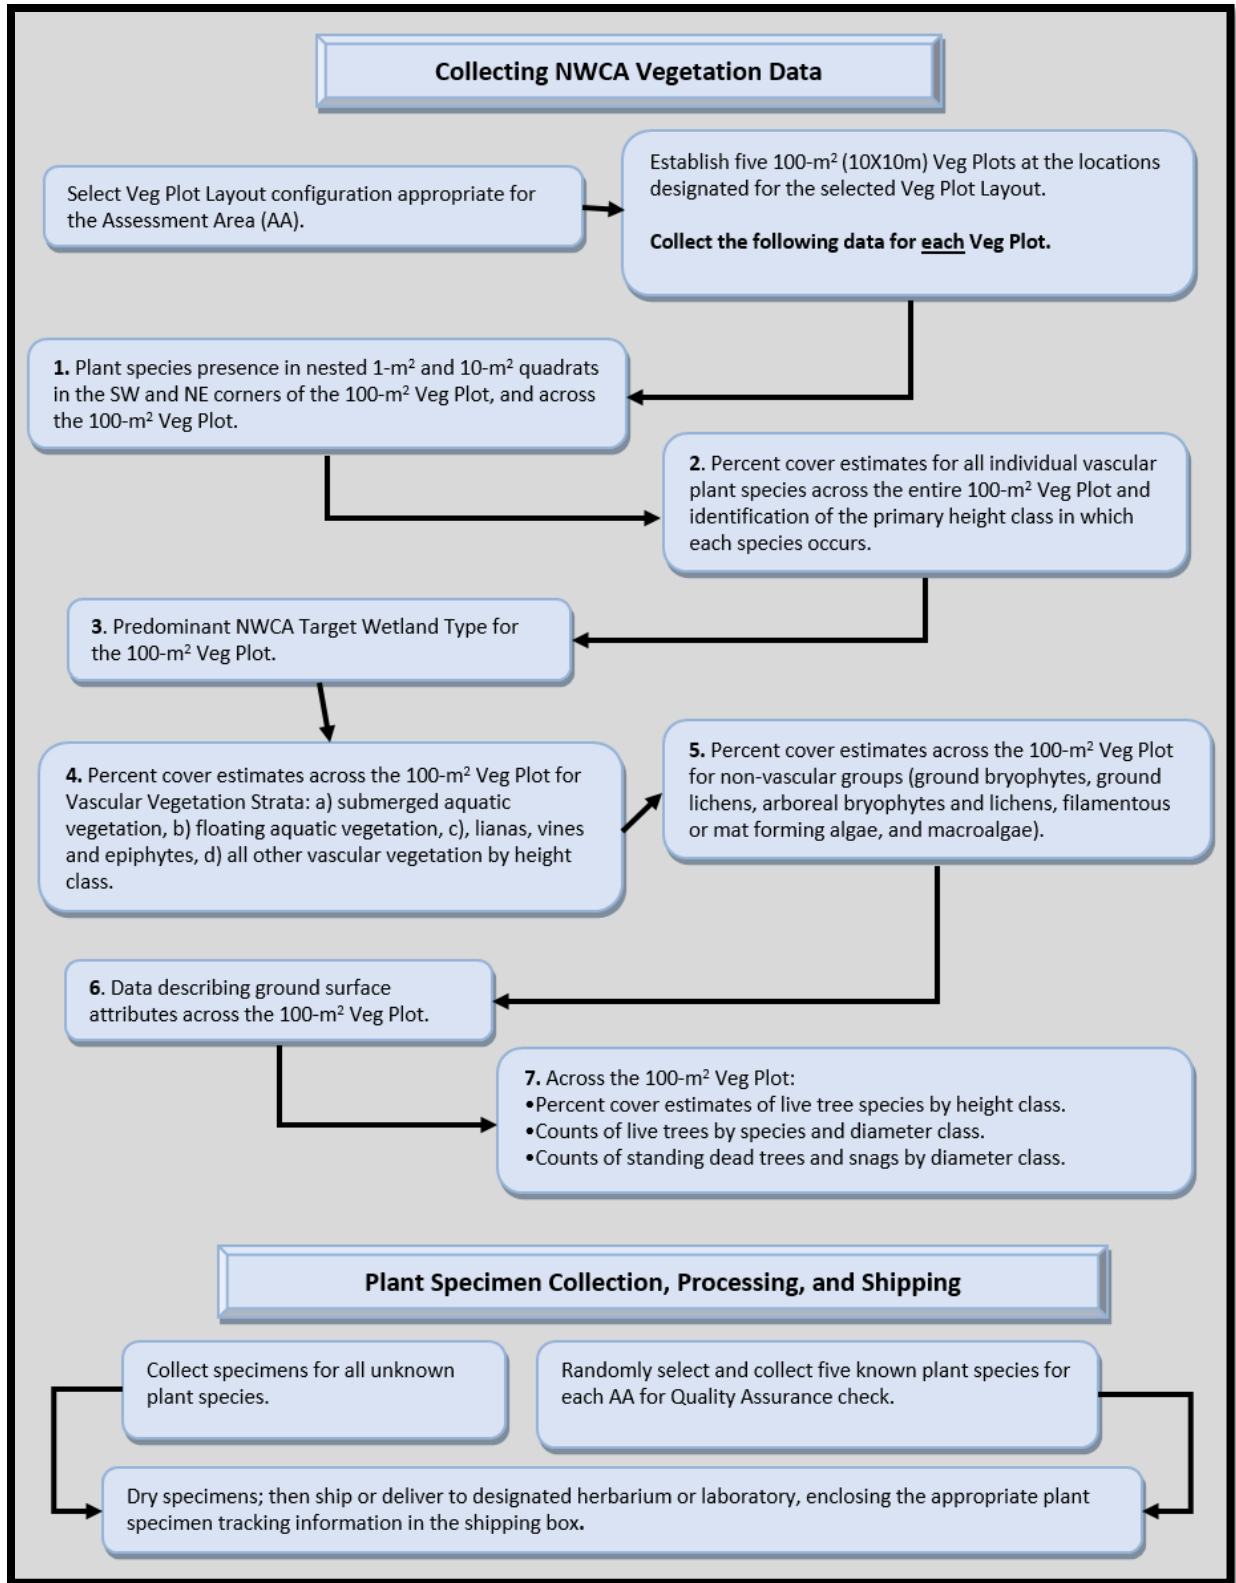 Collecting NWCA Vegetation Data
Select Veg Plot Layout configuration appropriate for
the Assessment Area (AA).
Establish five 100-m² (10X10m) Veg Plots at the locations
designated for the selected Veg Plot Layout.
Collect the following data for each Veg Plot.
1. Plant species presence in nested 1-m² and 10-m² quadrats
in the SW and NE corners of the 100-m² Veg Plot, and across
the 100-m² Veg Plot.
2. Percent cover estimates for all individual vascular
plant species across the entire 100-m² Veg Plot and
identification of the primary height class in which
each species occurs.
3. Predominant NWCA Target Wetland Type for
the 100-m² Veg Plot.
4. Percent cover estimates across the 100-m² Veg Plot for
Vascular Vegetation Strata: a) submerged aquatic
vegetation, b) floating aquatic vegetation, c), lianas, vines
and epiphytes, d) all other vascular vegetation by height
class.
5. Percent cover estimates across the 100-m² Veg Plot
for non-vascular groups (ground bryophytes, ground
lichens, arboreal bryophytes and lichens, filamentous
or mat forming algae, and macroalgae).
6. Data describing ground surface
attributes across the 100-m² Veg Plot.
7. Across the 100-m² Veg Plot:
•Percent cover estimates of live tree species by height class.
•Counts of live trees by species and diameter class.
•Counts of standing dead trees and snags by diameter class.
Plant Specimen Collection, Processing, and Shipping
Collect specimens for all unknown
plant species.
Randomly select and collect five known plant species for
each AA for Quality Assurance check.
Dry specimens; then ship or deliver to designated herbarium or laboratory, enclosing the appropriate plant
specimen tracking information in the shipping box.